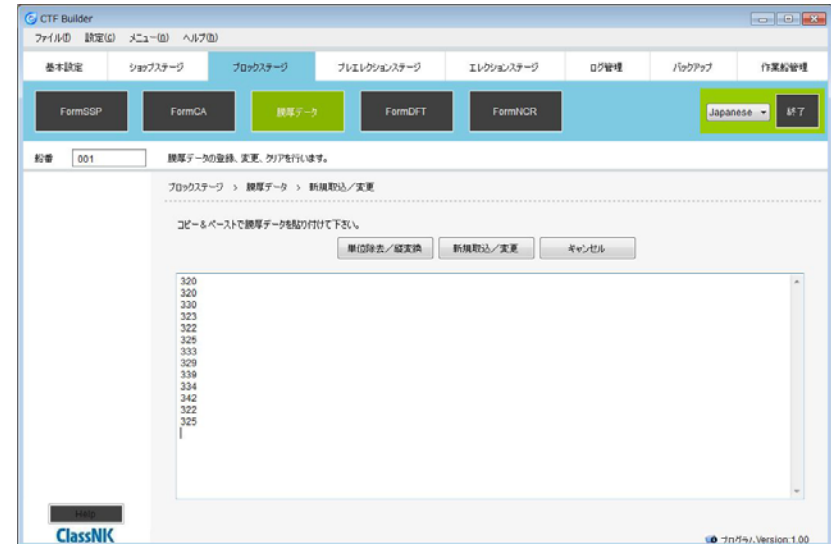 CTF Builder
ファイル(F) 設定(C) メニュー(G) ヘルプ(B)
基本設定 ショップステージ ブロックステージ プレエレクションステージ エレクションステージ ログ管理 バックアップ 作業船管理
FormSSP FormCA 膜厚データ FormDFT FormNCR Japanese 終了
船番 001 膜厚データの登録、変更、クリアを行います。
ブロックステージ > 膜厚データ > 新規取込/変更
コピー&ペーストで膜厚データを貼り付けて下さい。
単位除去/縦変換 新規取込/変更 キャンセル
320
320
330
323
322
325
333
329
339
334
342
322
325
Help
ClassNK
プログラム Version:1.00